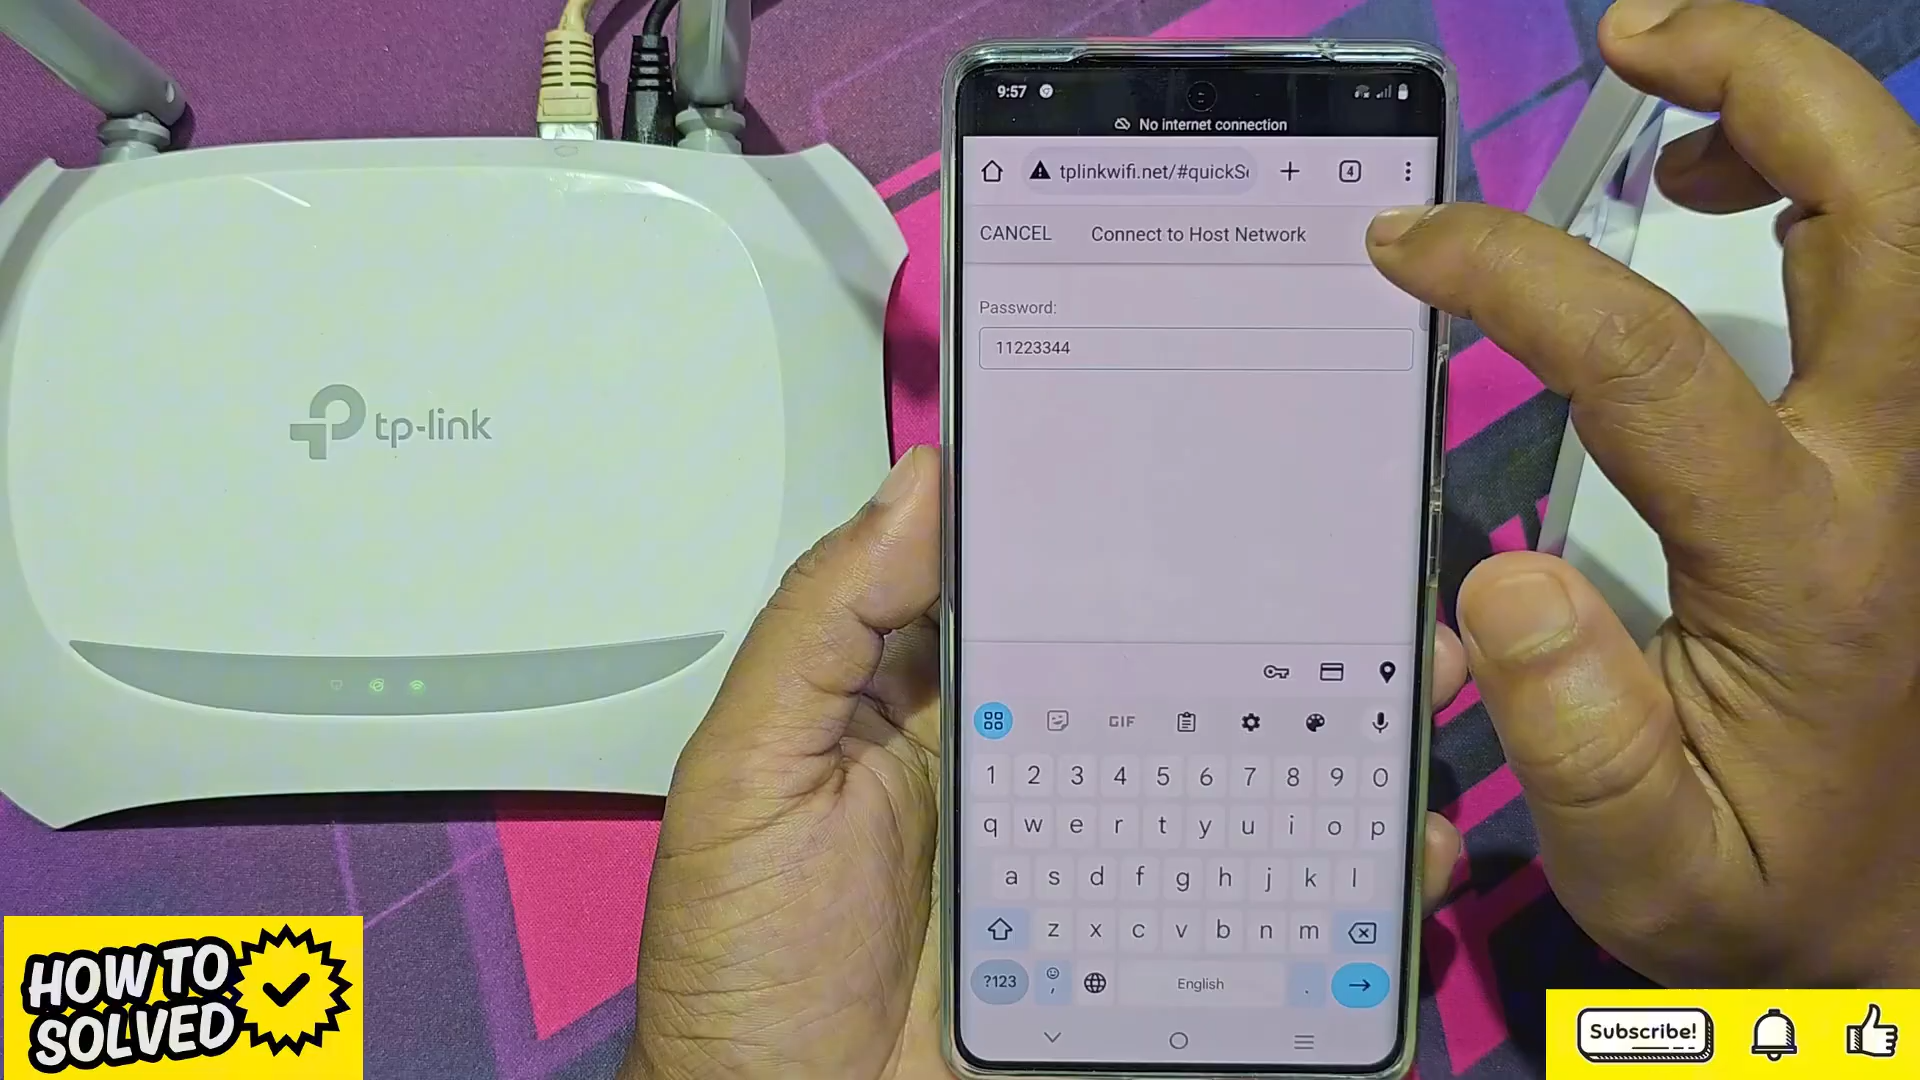 9:57
No internet connection
tplinkwifi.net/#quickS
4
CANCEL Connect to Host Network
Password:
11223344
tp-link
GIF
1 2 3 4 5 6 7 8 9 0
q w e r t y u i o p
a s d f g h j k l
z x c v b n m
?123 , English .
HOW TO
SOLVED
Subscribe!